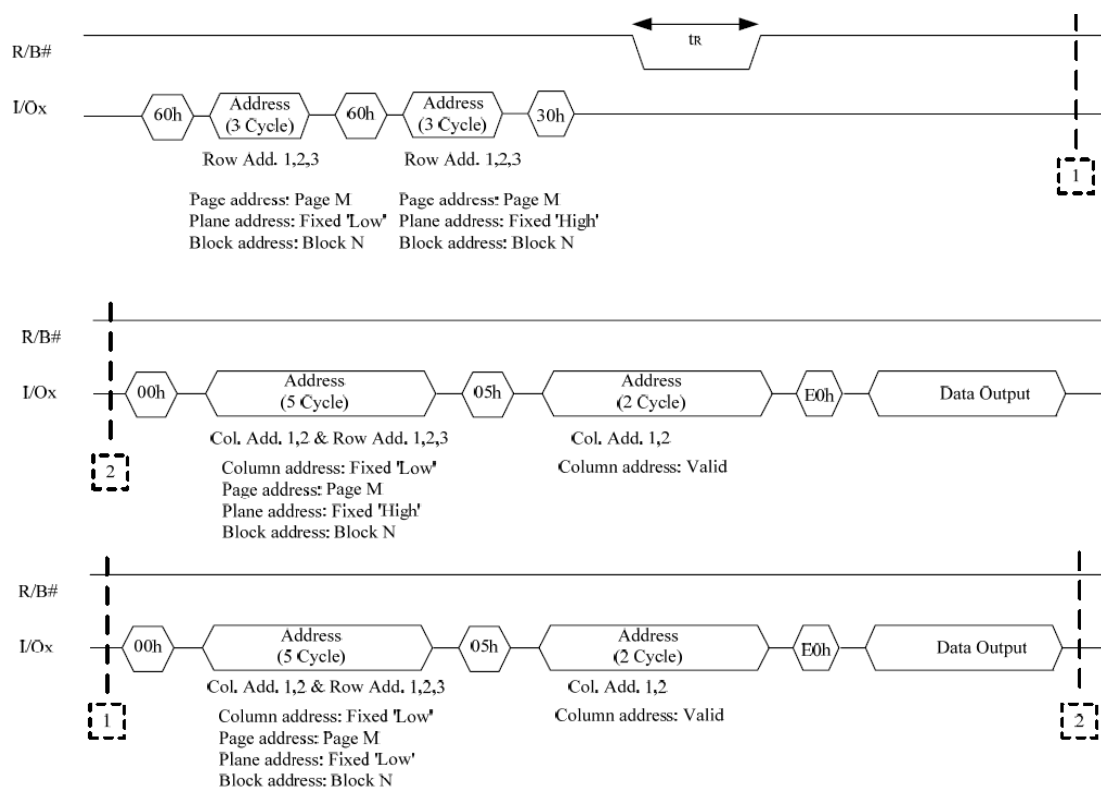 tR
R/B#
I/Ox
60h
Address
(3 Cycle)
60h
Address
(3 Cycle)
30h
Row Add. 1,2,3
Row Add. 1,2,3
Page address: Page M
Plane address: Fixed 'Low'
Block address: Block N
Page address: Page M
Plane address: Fixed 'High'
Block address: Block N
1
R/B#
I/Ox
00h
Address
(5 Cycle)
05h
Address
(2 Cycle)
E0h
Data Output
Col. Add. 1,2 & Row Add. 1,2,3
Col. Add. 1,2
Column address: Fixed 'Low'
Page address: Page M
Plane address: Fixed 'High'
Block address: Block N
Column address: Valid
2
R/B#
I/Ox
00h
Address
(5 Cycle)
05h
Address
(2 Cycle)
E0h
Data Output
Col. Add. 1,2 & Row Add. 1,2,3
Col. Add. 1,2
Column address: Fixed 'Low'
Page address: Page M
Plane address: Fixed 'Low'
Block address: Block N
Column address: Valid
1
2